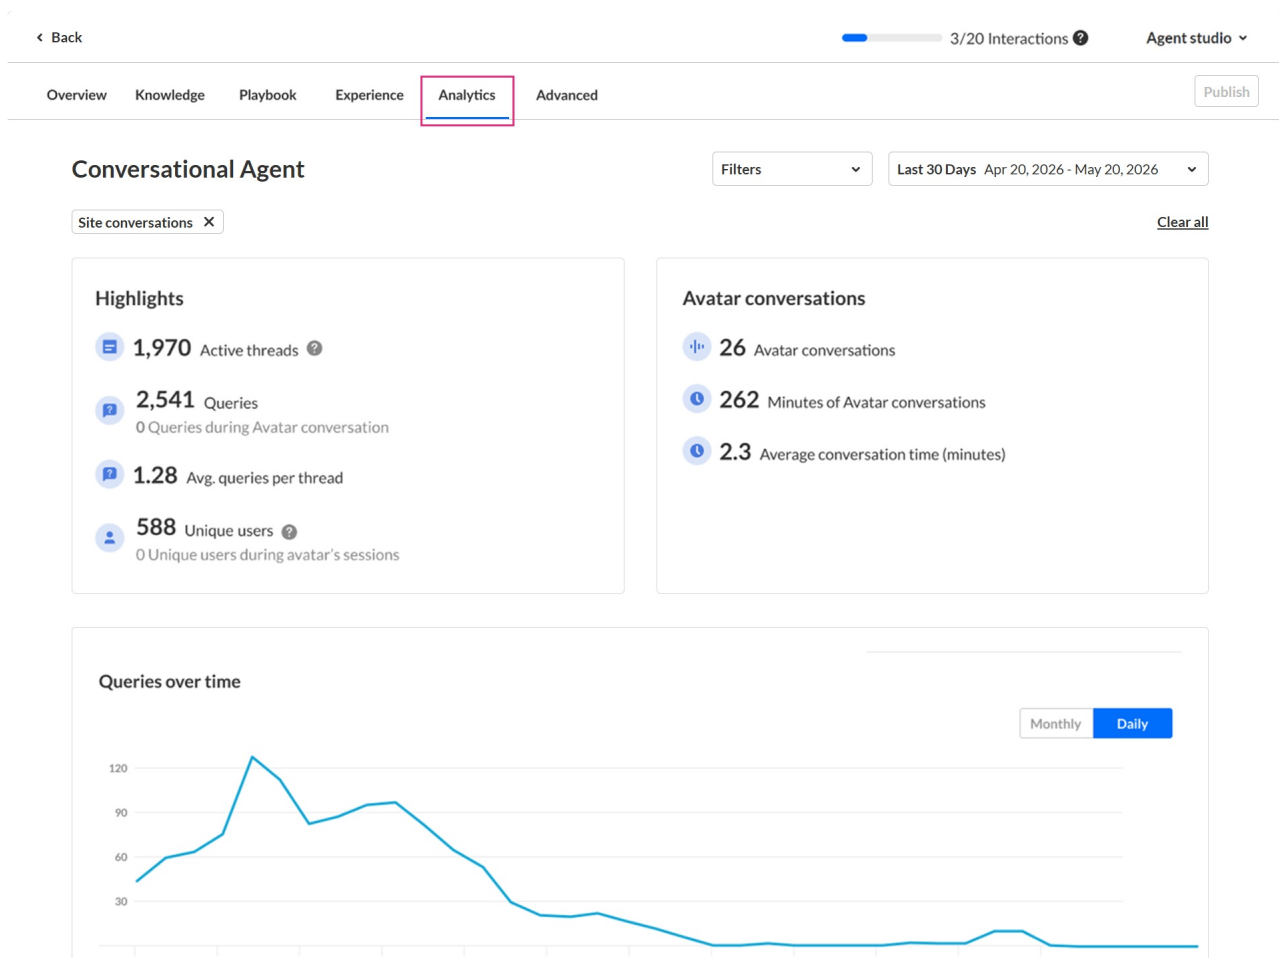 Back
3/20 Interactions ?
Agent studio
Overview Knowledge Playbook Experience Analytics Advanced
Publish
Conversational Agent
Filters
Last 30 Days Apr 20, 2026 - May 20, 2026
Site conversations
Clear all
Highlights
1,970 Active threads ?
2,541 Queries
0 Queries during Avatar conversation
1.28 Avg. queries per thread
588 Unique users ?
0 Unique users during avatar's sessions
Avatar conversations
26 Avatar conversations
262 Minutes of Avatar conversations
2.3 Average conversation time (minutes)
Queries over time
Monthly Daily
120
90
60
30